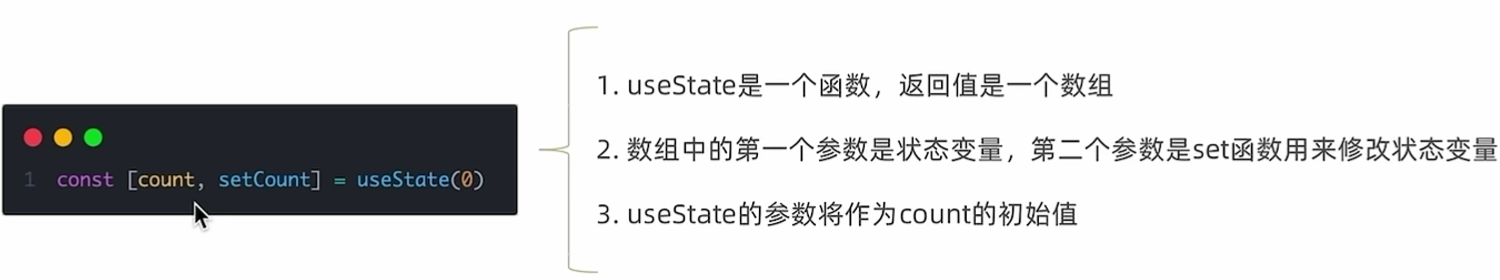 1 const [count, setCount] = useState(0)
1. useState是一个函数，返回值是一个数组
2. 数组中的第一个参数是状态变量，第二个参数是set函数用来修改状态变量
3. useState的参数将作为count的初始值